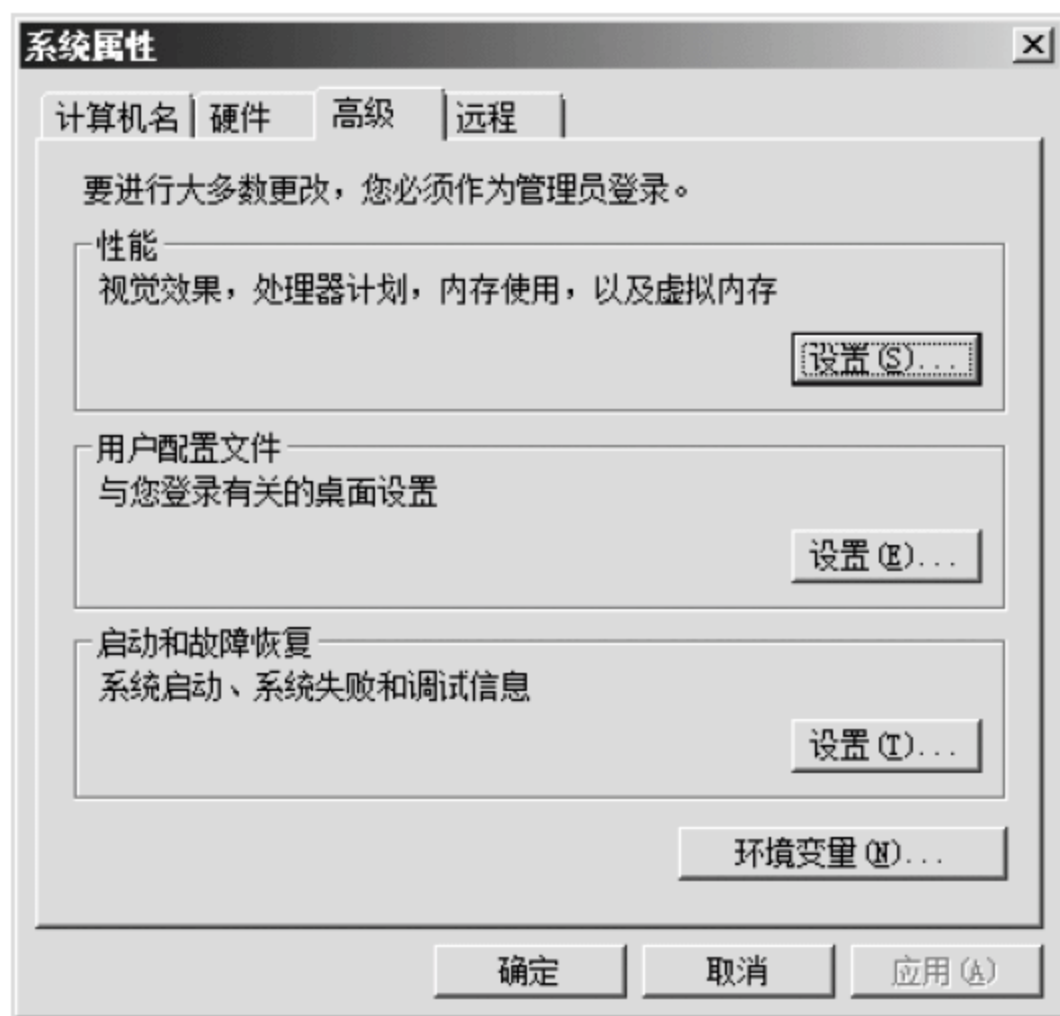 系统属性
计算机名 硬件 高级 远程
要进行大多数更改，您必须作为管理员登录。
性能
视觉效果，处理器计划，内存使用，以及虚拟内存
设置(S)...
用户配置文件
与您登录有关的桌面设置
设置(E)...
启动和故障恢复
系统启动、系统失败和调试信息
设置(T)...
环境变量(N)...
确定 取消 应用(A)